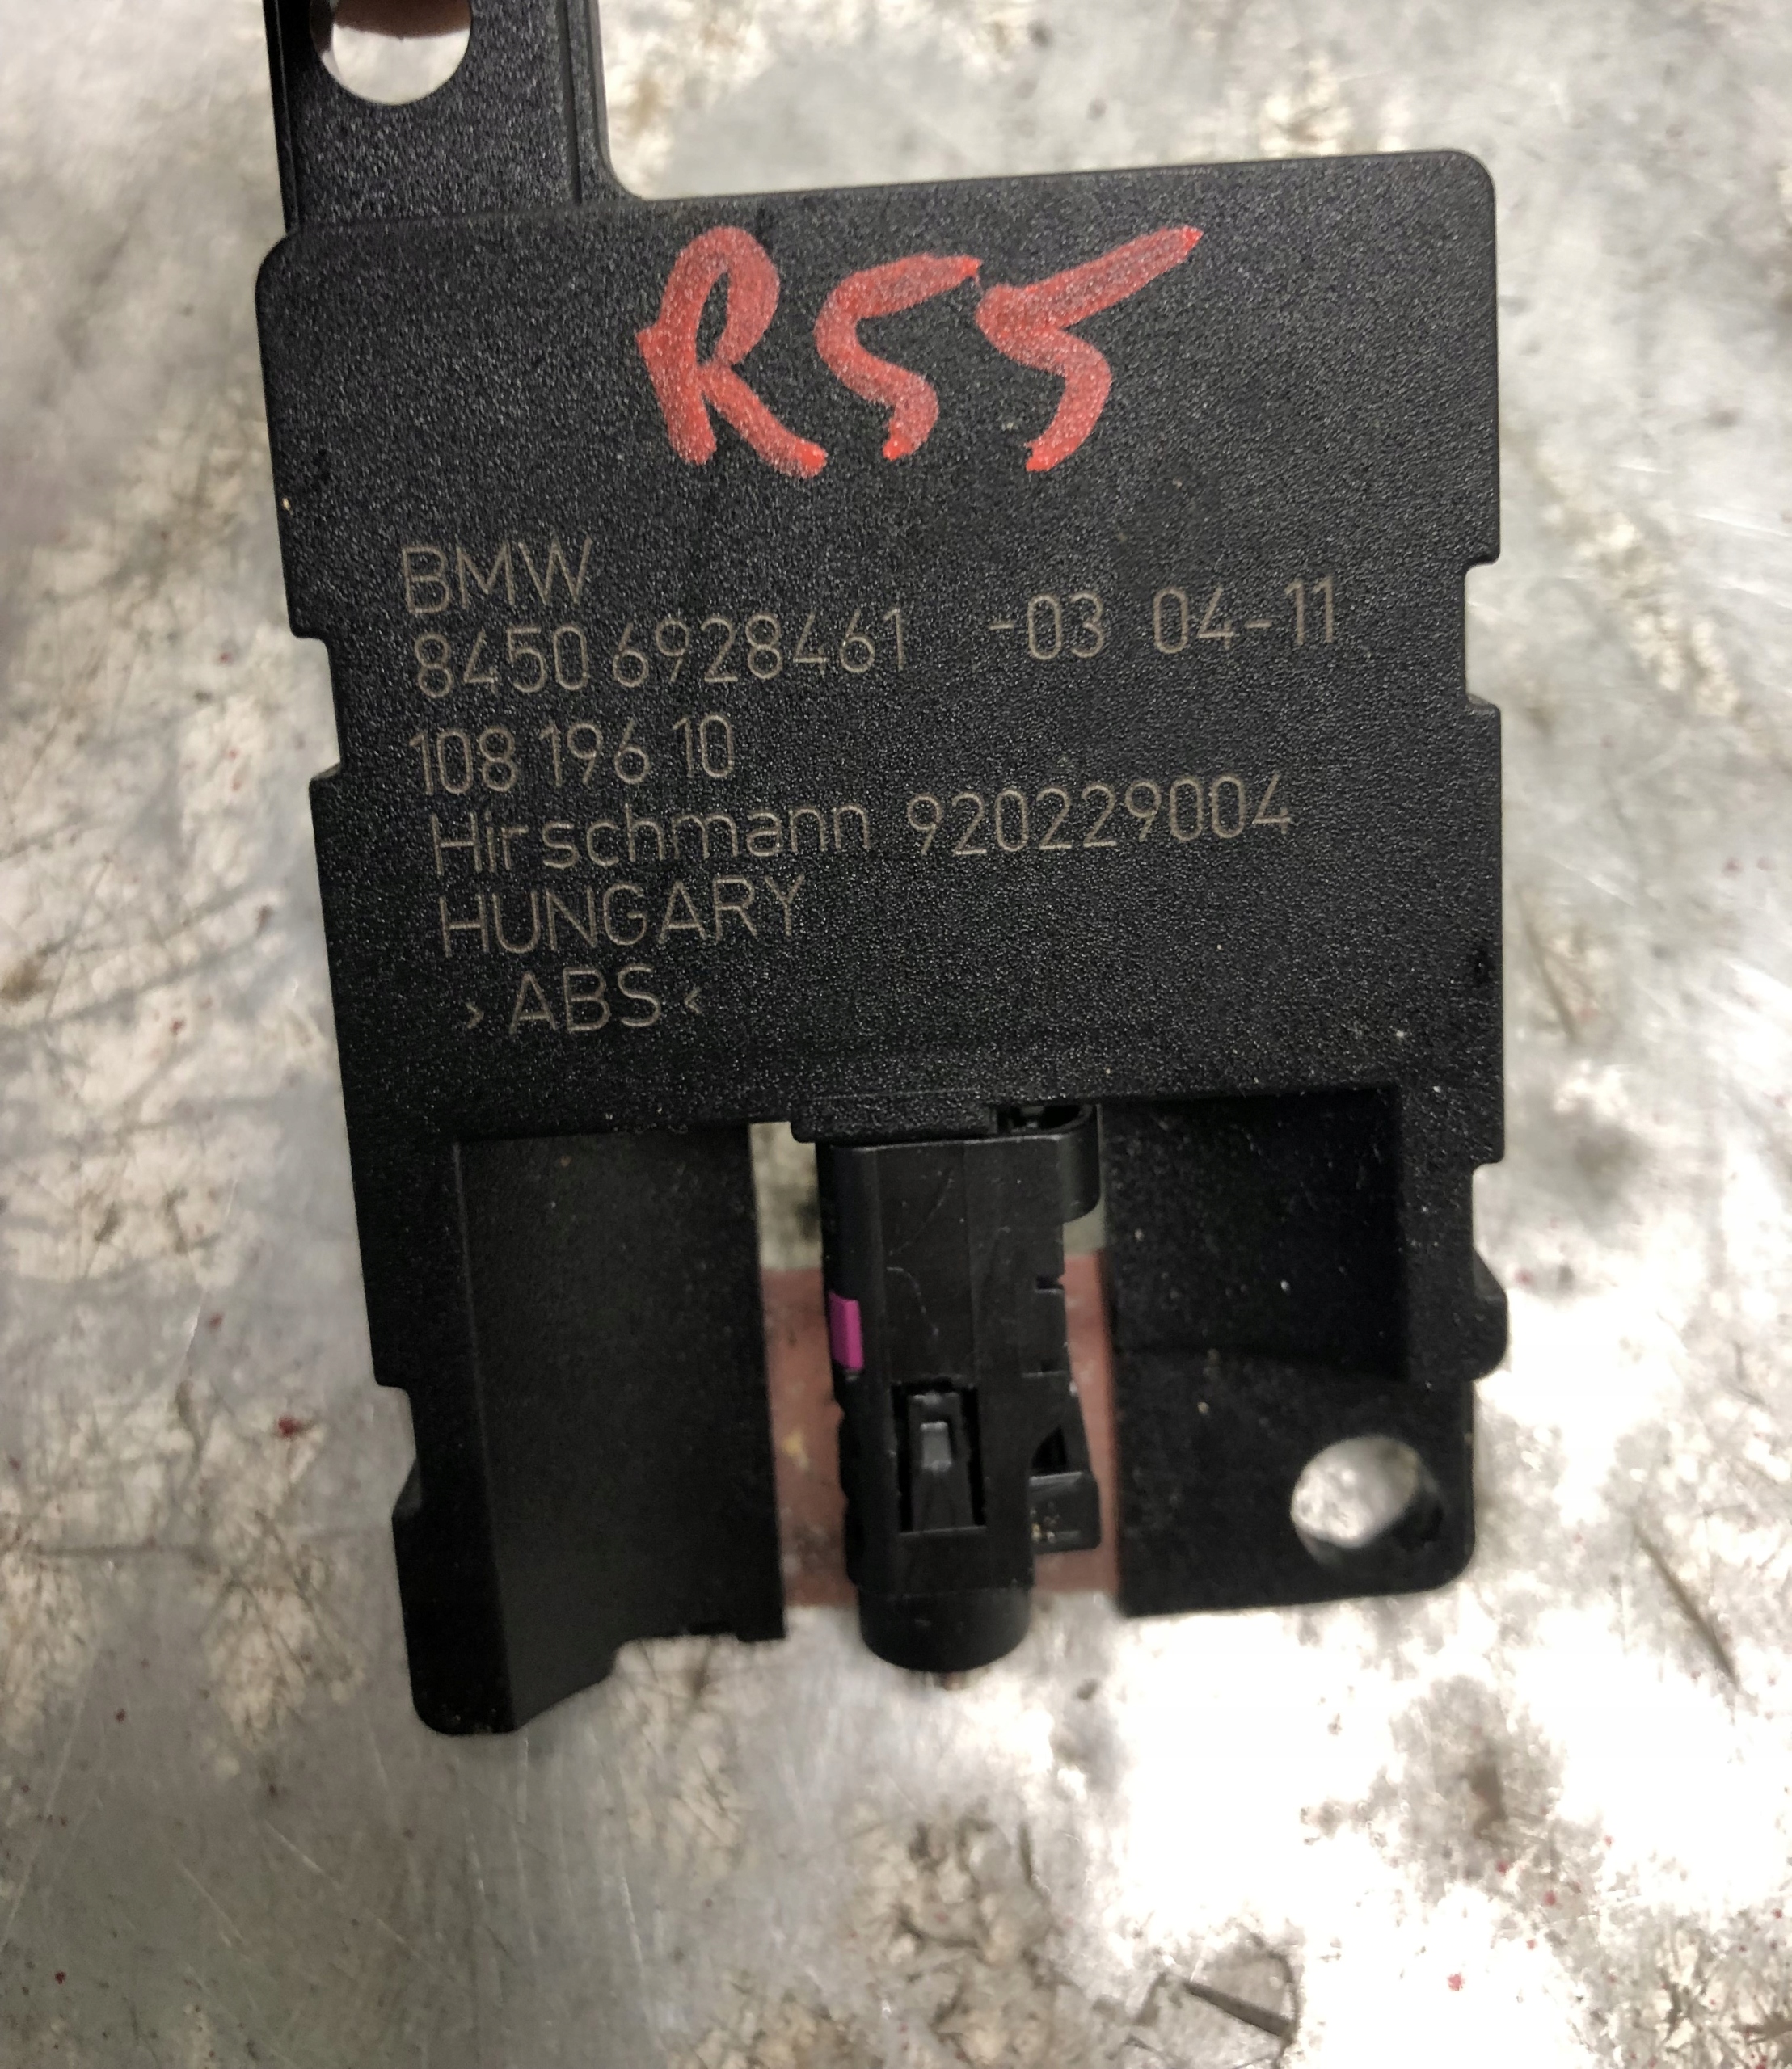 R55
BMW
8450 6928461 -03 04-11
108 196 10
Hirschmann 920229004
HUNGARY
>ABS<